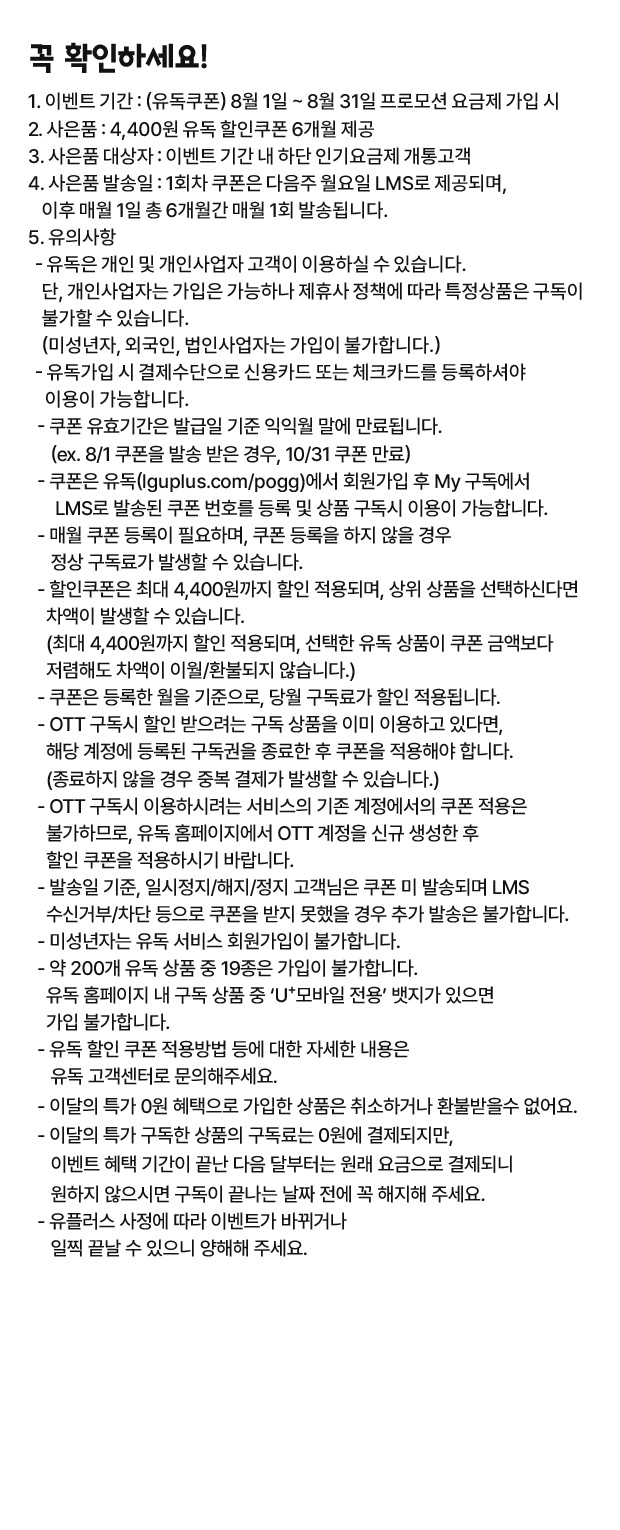 꼭 확인하세요!
1. 이벤트 기간 : (유독쿠폰) 8월 1일 ~ 8월 31일 프로모션 요금제 가입 시
2. 사은품 : 4,400원 유독 할인쿠폰 6개월 제공
3. 사은품 대상자 : 이벤트 기간 내 하단 인기요금제 개통고객
4. 사은품 발송일 : 1회차 쿠폰은 다음주 월요일 LMS로 제공되며,
이후 매월 1일 총 6개월간 매월 1회 발송됩니다.
5. 유의사항
- 유독은 개인 및 개인사업자 고객이 이용하실 수 있습니다.
단, 개인사업자는 가입은 가능하나 제휴사 정책에 따라 특정상품은 구독이
불가할 수 있습니다.
(미성년자, 외국인, 법인사업자는 가입이 불가합니다.)
- 유독가입 시 결제수단으로 신용카드 또는 체크카드를 등록하셔야
이용이 가능합니다.
- 쿠폰 유효기간은 발급일 기준 익익월 말에 만료됩니다.
(ex. 8/1 쿠폰을 발송 받은 경우, 10/31 쿠폰 만료)
- 쿠폰은 유독(lguplus.com/pogg)에서 회원가입 후 My 구독에서
LMS로 발송된 쿠폰 번호를 등록 및 상품 구독시 이용이 가능합니다.
- 매월 쿠폰 등록이 필요하며, 쿠폰 등록을 하지 않을 경우
정상 구독료가 발생할 수 있습니다.
- 할인쿠폰은 최대 4,400원까지 할인 적용되며, 상위 상품을 선택하신다면
차액이 발생할 수 있습니다.
(최대 4,400원까지 할인 적용되며, 선택한 유독 상품이 쿠폰 금액보다
저렴해도 차액이 이월/환불되지 않습니다.)
- 쿠폰은 등록한 월을 기준으로, 당월 구독료가 할인 적용됩니다.
- OTT 구독시 할인 받으려는 구독 상품을 이미 이용하고 있다면,
해당 계정에 등록된 구독권을 종료한 후 쿠폰을 적용해야 합니다.
(종료하지 않을 경우 중복 결제가 발생할 수 있습니다.)
- OTT 구독시 이용하시려는 서비스의 기존 계정에서의 쿠폰 적용은
불가하므로, 유독 홈페이지에서 OTT 계정을 신규 생성한 후
할인 쿠폰을 적용하시기 바랍니다.
- 발송일 기준, 일시정지/해지/정지 고객님은 쿠폰 미 발송되며 LMS
수신거부/차단 등으로 쿠폰을 받지 못했을 경우 추가 발송은 불가합니다.
- 미성년자는 유독 서비스 회원가입이 불가합니다.
- 약 200개 유독 상품 중 19종은 가입이 불가합니다.
유독 홈페이지 내 구독 상품 중 ‘U⁺모바일 전용’ 뱃지가 있으면
가입 불가합니다.
- 유독 할인 쿠폰 적용방법 등에 대한 자세한 내용은
유독 고객센터로 문의해주세요.
- 이달의 특가 0원 혜택으로 가입한 상품은 취소하거나 환불받을수 없어요.
- 이달의 특가 구독한 상품의 구독료는 0원에 결제되지만,
이벤트 혜택 기간이 끝난 다음 달부터는 원래 요금으로 결제되니
원하지 않으시면 구독이 끝나는 날짜 전에 꼭 해지해 주세요.
- 유플러스 사정에 따라 이벤트가 바뀌거나
일찍 끝날 수 있으니 양해해 주세요.